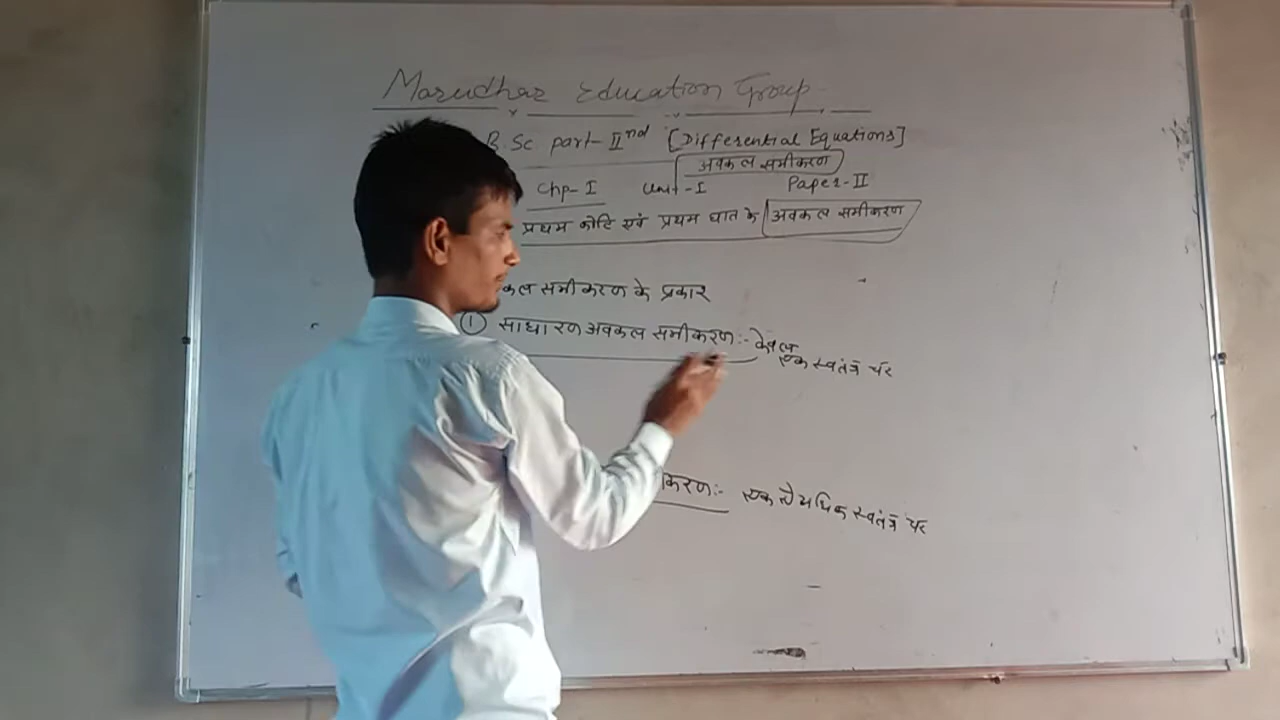 Marudhar Education Group
B.Sc part-IInd [Differential Equations]
अवकल समीकरण
Chp-I Unit-I Paper-II
प्रथम कोटि एवं प्रथम घात के अवकल समीकरण
कल समीकरण के प्रकार
① साधारण अवकल समीकरण:- केवल
एक स्वतंत्र चर
करण:- एक से अधिक स्वतंत्र चर